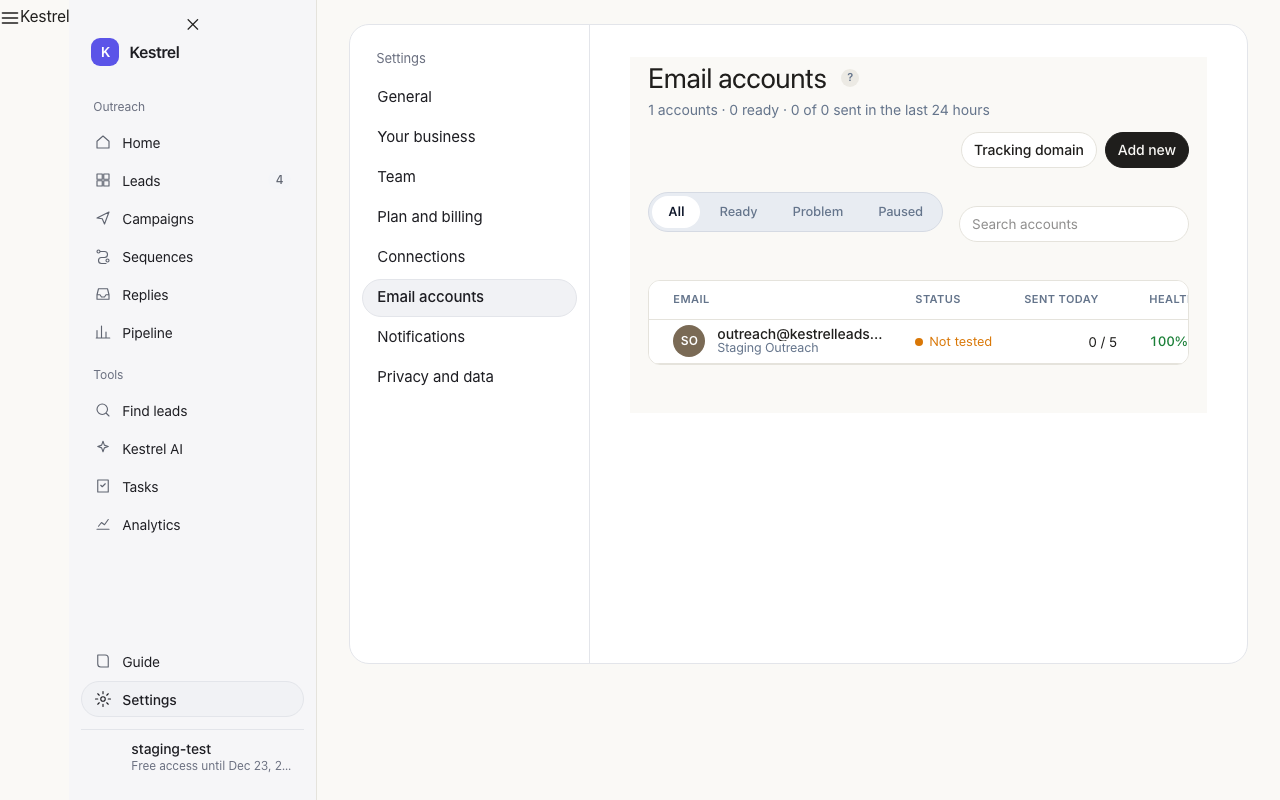 Kestrel
K Kestrel
Outreach
Home
Leads 4
Campaigns
Sequences
Replies
Pipeline
Tools
Find leads
Kestrel AI
Tasks
Analytics
Guide
Settings
staging-test
Free access until Dec 23, 2...
Settings
General
Your business
Team
Plan and billing
Connections
Email accounts
Notifications
Privacy and data
Email accounts ?
1 accounts · 0 ready · 0 of 0 sent in the last 24 hours
Tracking domain Add new
All Ready Problem Paused
Search accounts
EMAIL STATUS SENT TODAY HEALT
SO outreach@kestrelleads... Not tested 0 / 5 100%
Staging Outreach